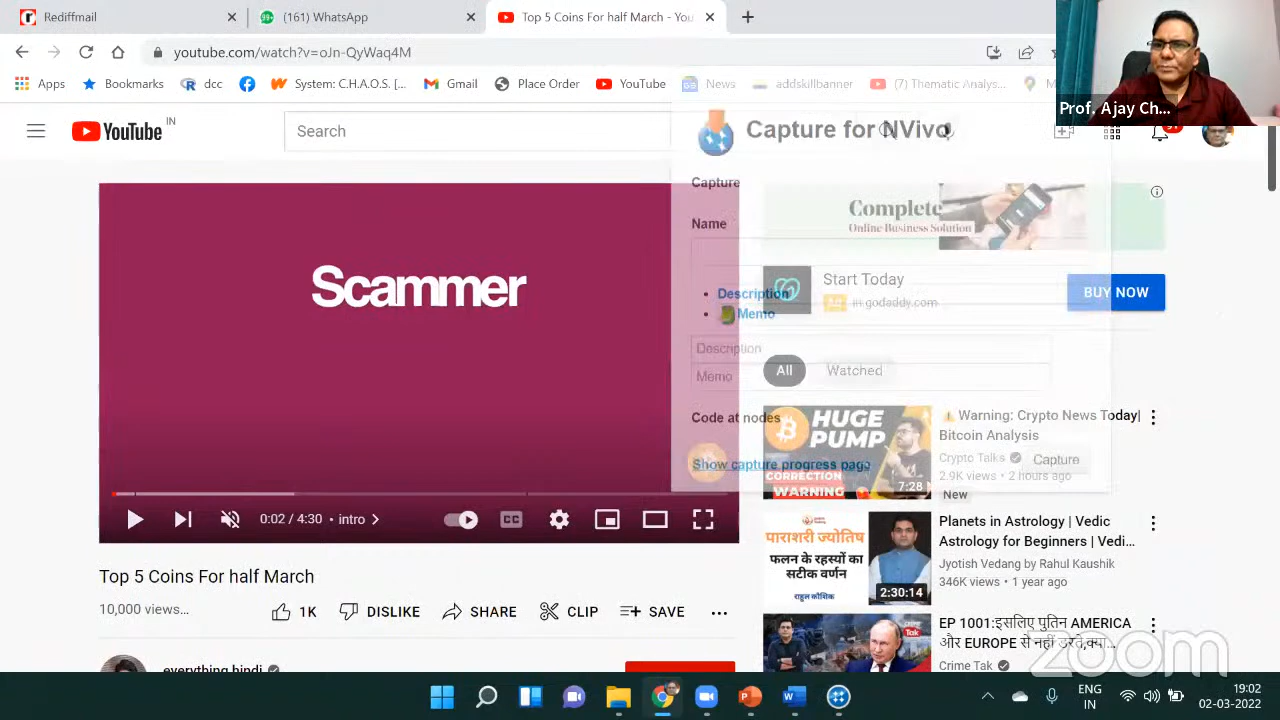 Rediffmail
(161) WhatsApp
Top 5 Coins For half March - You
youtube.com/watch?v=oJn-QyWaq4M
Apps
Bookmarks
dcc
System: C.H.A.O.S. [...
Gmail
Place Order
YouTube
News
addskillbanner
(7) Thematic Analys...
Prof. Ajay Ch...
YouTube IN
Search
Capture for NVivo
9+
Capture
Name
Description
Memo
Description
Memo
Code at nodes
Show capture progress page
Capture
Scammer
0:02 / 4:30 • intro
CC
Top 5 Coins For half March
10,000 views...
1K
DISLIKE
SHARE
CLIP
SAVE
everything hindi
Complete
Online Business Solution
Start Today
Ad
in.godaddy.com
BUY NOW
All
Watched
HUGE
PUMP
CORRECTION
WARNING
7:28
Warning: Crypto News Today|
Bitcoin Analysis
Crypto Talks
2.9K views • 2 hours ago
New
पाराशरी ज्योतिष
फलन के रहस्यों का
सटीक वर्णन
राहुल कौशिक
2:30:14
Planets in Astrology | Vedic
Astrology for Beginners | Vedi...
Jyotish Vedang by Rahul Kaushik
346K views • 1 year ago
Crime
Tak
EP 1001:इसलिए पुतिन AMERICA
और EUROPE से नहीं डरते,क्या...
Crime Tak
zoom
ENG
IN
19:02
02-03-2022